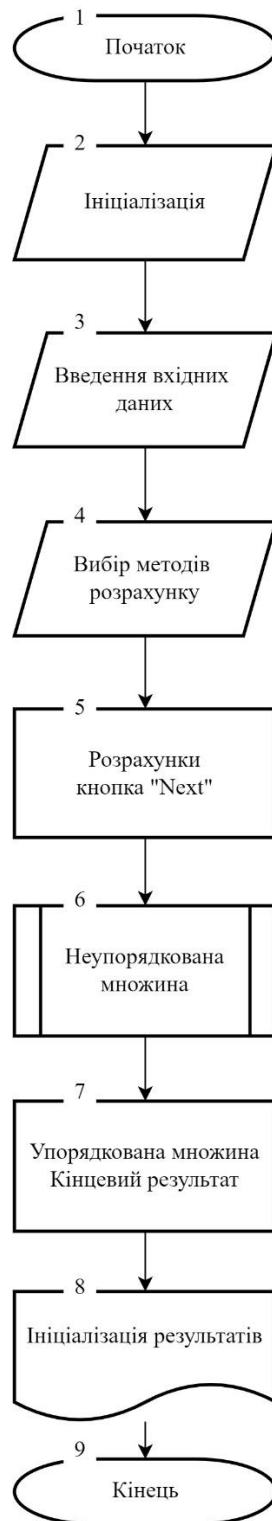 1
Початок
2
Ініціалізація
3
Введення вхідних
даних
4
Вибір методів
розрахунку
5
Розрахунки
кнопка "Next"
6
Неупорядкована
множина
7
Упорядкована множина
Кінцевий результат
8
Ініціалізація результатів
9
Кінець